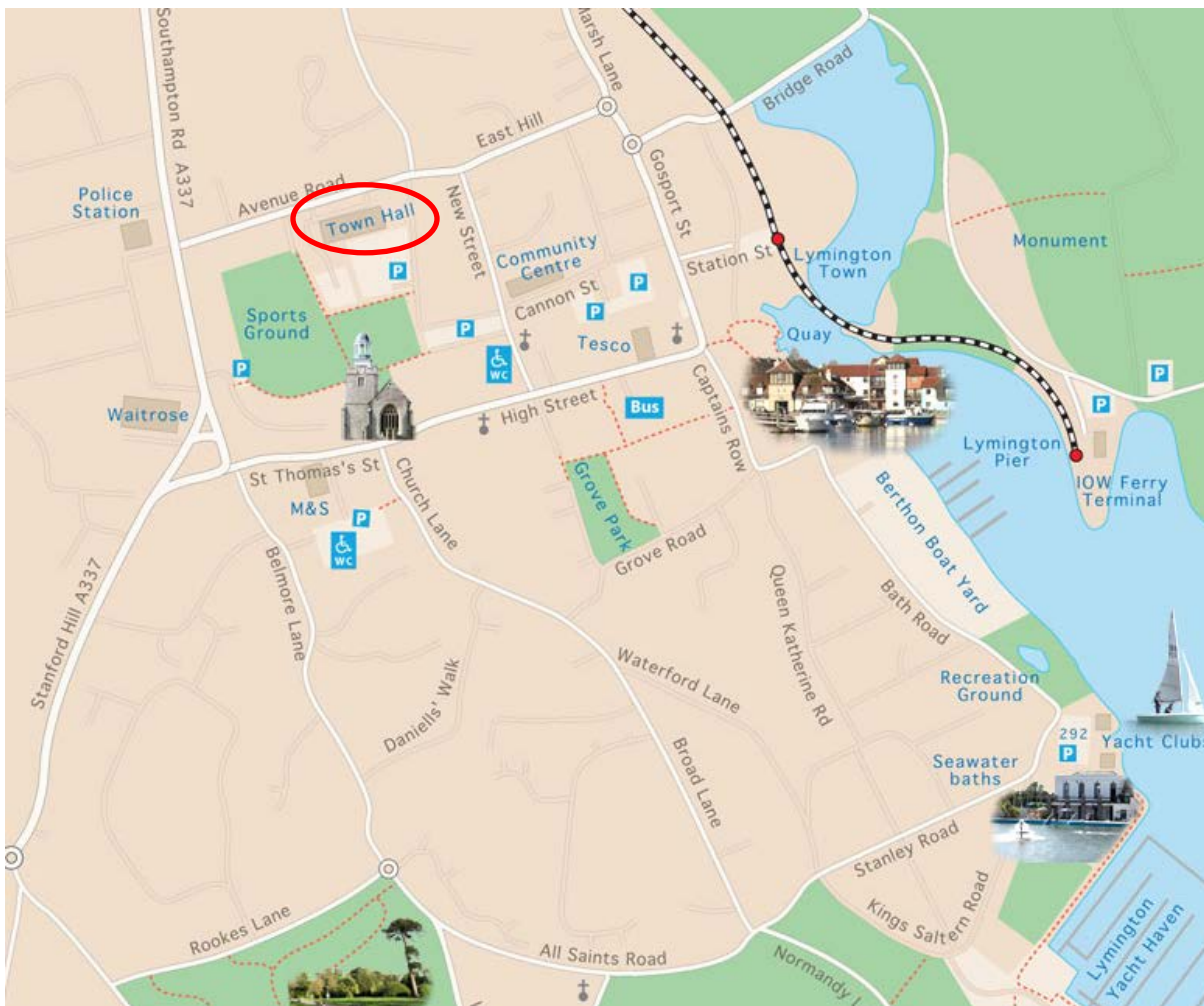 Southampton Rd A337
Marsh Lane
Bridge Road
East Hill
Avenue Road
Police
Station
Town Hall
New Street
Gosport St
Community
Centre
Cannon St
Station St
Lymington
Town
Monument
P
Sports
Ground
P
P
P
P
Tesco
Quay
WC
P
Waitrose
High Street
Bus
Captains Row
P
P
Lymington
Pier
IOW Ferry
Terminal
St Thomas's St
Church Lane
M&S
P
WC
Grove Park
Grove Road
Berthon Boat Yard
Stanford Hill A337
Belmore Lane
Daniells' Walk
Waterford Lane
Queen Katherine Rd
Bath Road
Recreation
Ground
292
P
Yacht Clubs
Seawater
baths
Broad Lane
Stanley Road
Kings Saltern Road
Rookes Lane
All Saints Road
Normandy
Lymington
Yacht Haven